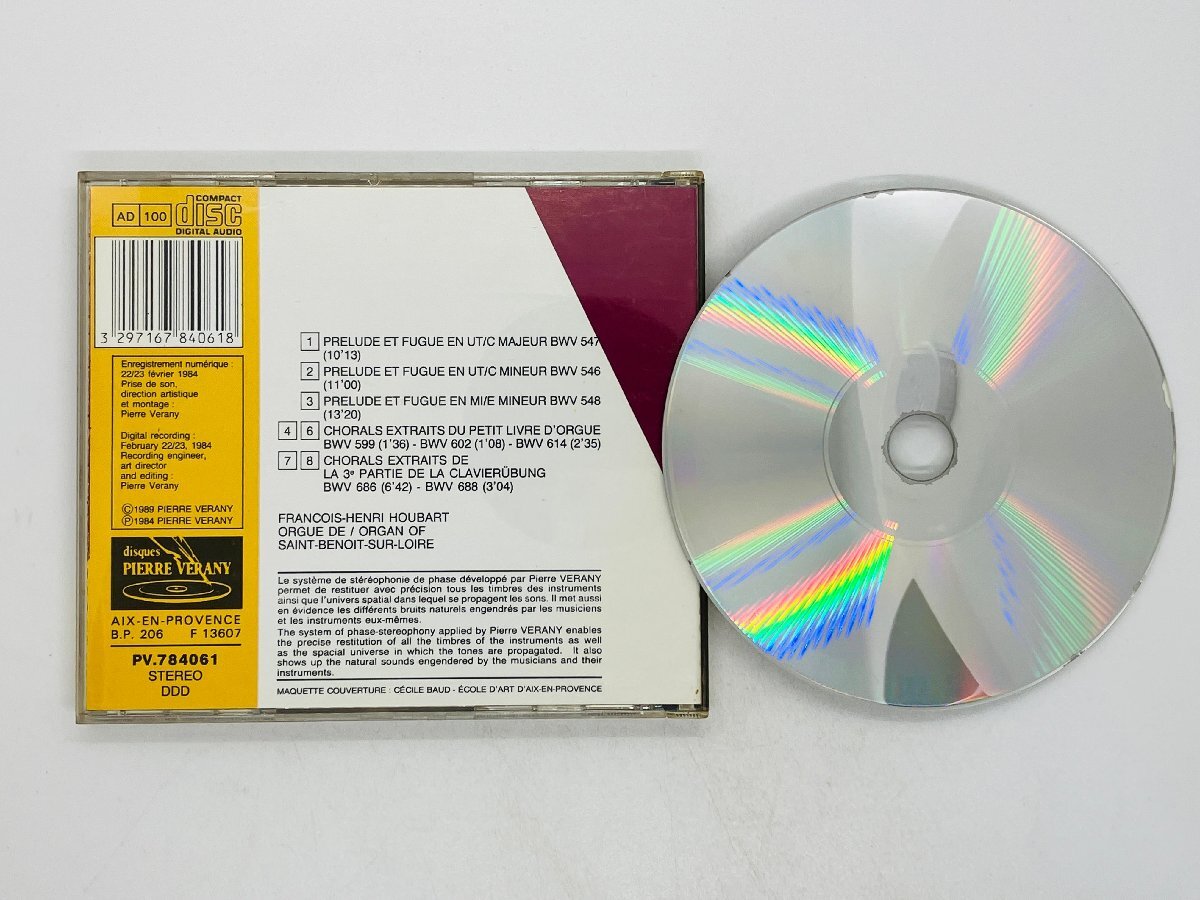 AD 100
COMPACT
disc
DIGITAL AUDIO
3 297167 840618
Enregistrement numérique :
22/23 février 1984
Prise de son,
direction artistique
et montage :
Pierre Verany
Digital recording :
February 22/23, 1984
Recording engineer,
art director
and editing :
Pierre Verany
©1989 PIERRE VERANY
℗1984 PIERRE VERANY
disques
PIERRE VERANY
AIX-EN-PROVENCE
B.P. 206 F 13607
PV.784061
STEREO
DDD
1 PRELUDE ET FUGUE EN UT/C MAJEUR BWV 547
(10'13)
2 PRELUDE ET FUGUE EN UT/C MINEUR BWV 546
(11'00)
3 PRELUDE ET FUGUE EN MI/E MINEUR BWV 548
(13'20)
4 6 CHORALS EXTRAITS DU PETIT LIVRE D'ORGUE
BWV 599 (1'36) - BWV 602 (1'08) - BWV 614 (2'35)
7 8 CHORALS EXTRAITS DE
LA 3e PARTIE DE LA CLAVIERÜBUNG
BWV 686 (6'42) - BWV 688 (3'04)
FRANCOIS-HENRI HOUBART
ORGUE DE / ORGAN OF
SAINT-BENOIT-SUR-LOIRE
Le système de stéréophonie de phase développé par Pierre VERANY
permet de restituer avec précision tous les timbres des instruments
ainsi que l'univers spatial dans lequel se propagent les sons. Il met aussi
en évidence les différents bruits naturels engendrés par les musiciens
et les instruments eux-mêmes.
The system of phase-stereophony applied by Pierre VERANY enables
the precise restitution of all the timbres of the instruments as well
as the spacial universe in which the tones are propagated. It also
shows up the natural sounds engendered by the musicians and their
instruments.
MAQUETTE COUVERTURE : CÉCILE BAUD - ÉCOLE D'ART D'AIX-EN-PROVENCE